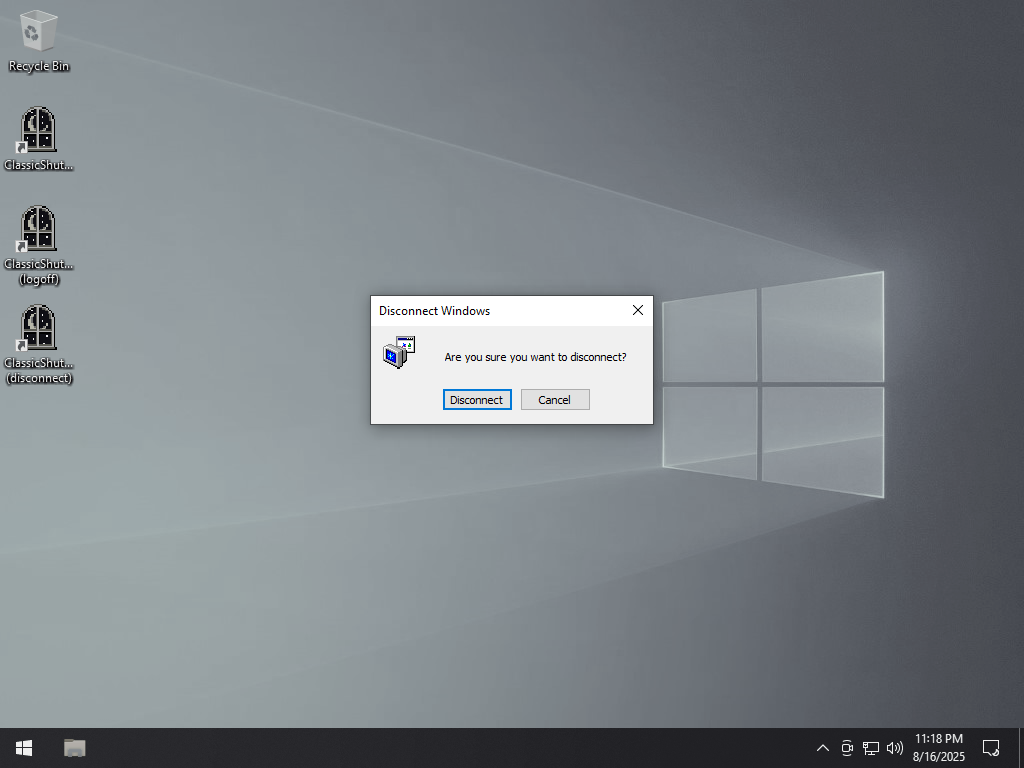 Recycle Bin
ClassicShut...
ClassicShut...
(logoff)
ClassicShut...
(disconnect)
Disconnect Windows
Are you sure you want to disconnect?
Disconnect
Cancel
11:18 PM
8/16/2025